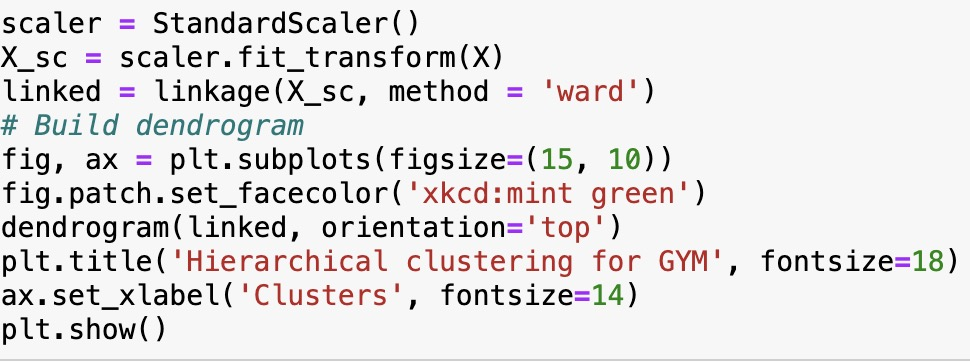 scaler = StandardScaler()
X_sc = scaler.fit_transform(X)
linked = linkage(X_sc, method = 'ward')
# Build dendrogram
fig, ax = plt.subplots(figsize=(15, 10))
fig.patch.set_facecolor('xkcd:mint green')
dendrogram(linked, orientation='top')
plt.title('Hierarchical clustering for GYM', fontsize=18)
ax.set_xlabel('Clusters', fontsize=14)
plt.show()